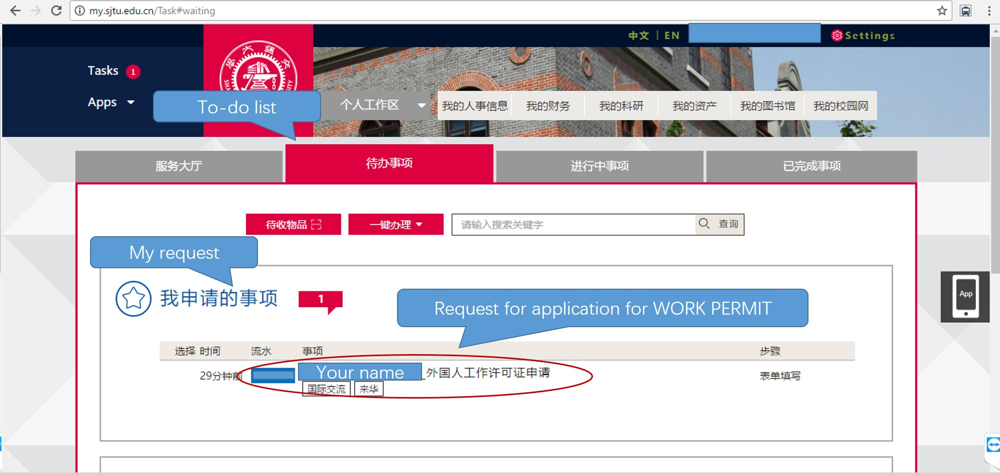 my.sjtu.edu.cn/Task#waiting
中文 | EN
Settings
Tasks 1
Apps
To-do list
个人工作区
我的人事信息
我的财务
我的科研
我的资产
我的图书馆
我的校园网
服务大厅
待办事项
进行中事项
已完成事项
待收物品
一键办理
请输入搜索关键字
查询
My request
我申请的事项
1
Request for application for WORK PERMIT
App
选择 时间 流水 事项 步骤
29分钟前 Your name _外国人工作许可证申请 表单填写
国际交流 来华